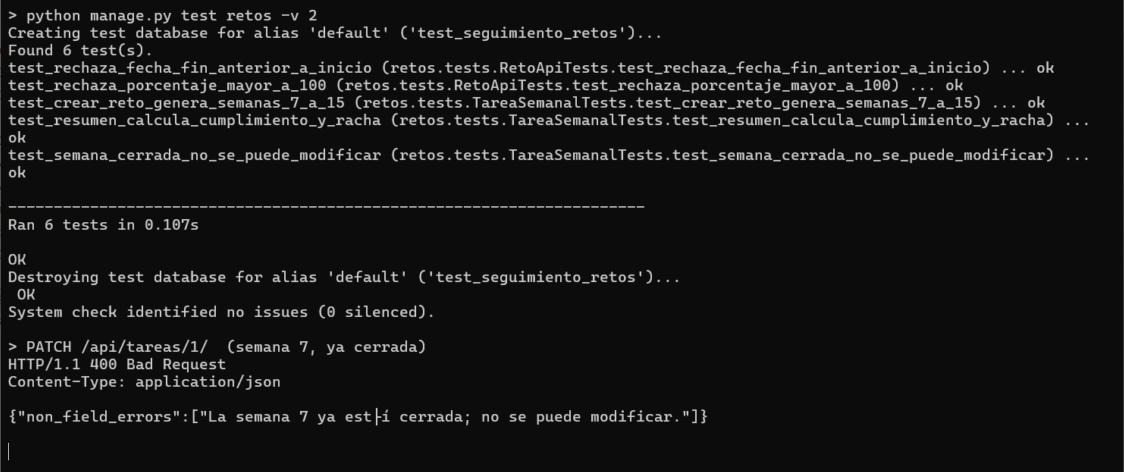 > python manage.py test retos -v 2
Creating test database for alias 'default' ('test_seguimiento_retos')...
Found 6 test(s).
test_rechaza_fecha_fin_anterior_a_inicio (retos.tests.RetoApiTests.test_rechaza_fecha_fin_anterior_a_inicio) ... ok
test_rechaza_porcentaje_mayor_a_100 (retos.tests.RetoApiTests.test_rechaza_porcentaje_mayor_a_100) ... ok
test_crear_reto_genera_semanas_7_a_15 (retos.tests.TareaSemanalTests.test_crear_reto_genera_semanas_7_a_15) ... ok
test_resumen_calcula_cumplimiento_y_racha (retos.tests.TareaSemanalTests.test_resumen_calcula_cumplimiento_y_racha) ...
ok
test_semana_cerrada_no_se_puede_modificar (retos.tests.TareaSemanalTests.test_semana_cerrada_no_se_puede_modificar) ...
ok
----------------------------------------------------------------------
Ran 6 tests in 0.107s
OK
Destroying test database for alias 'default' ('test_seguimiento_retos')...
OK
System check identified no issues (0 silenced).
> PATCH /api/tareas/1/  (semana 7, ya cerrada)
HTTP/1.1 400 Bad Request
Content-Type: application/json
{"non_field_errors":["La semana 7 ya est├í cerrada; no se puede modificar."]}